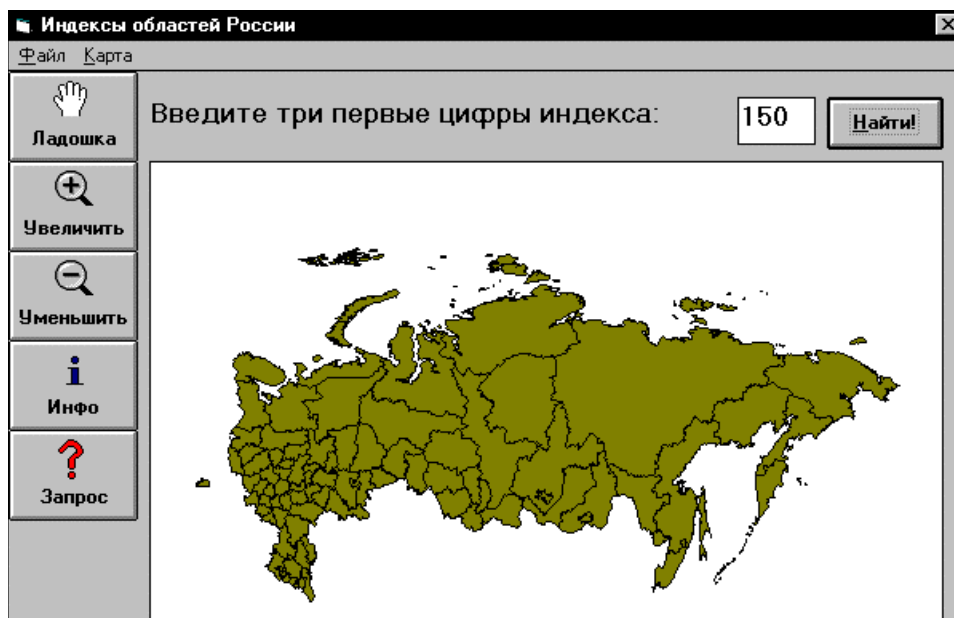 Индексы областей России
Файл Карта
Введите три первые цифры индекса: 150 Найти!
Ладошка
Увеличить
Уменьшить
Инфо
Запрос